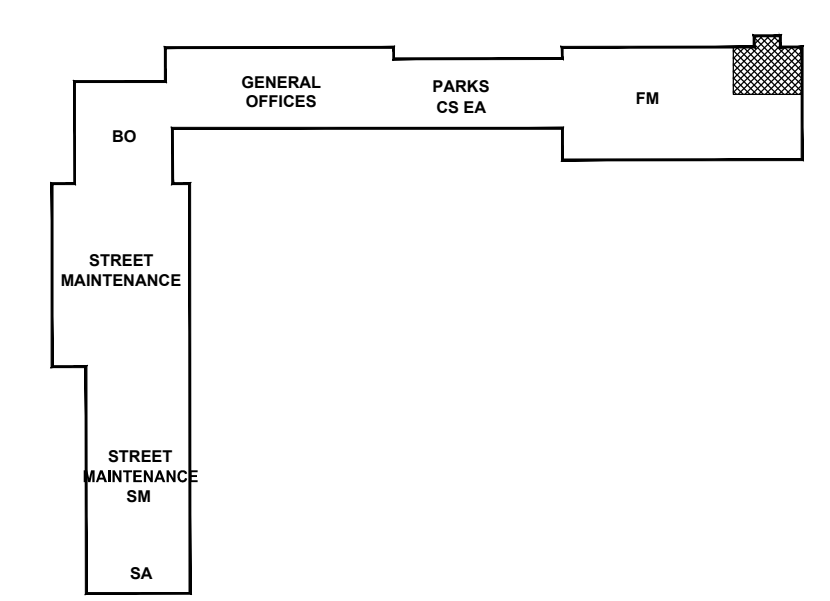 GENERAL
OFFICES
PARKS
CS EA
FM
BO
STREET
MAINTENANCE
STREET
MAINTENANCE
SM
SA